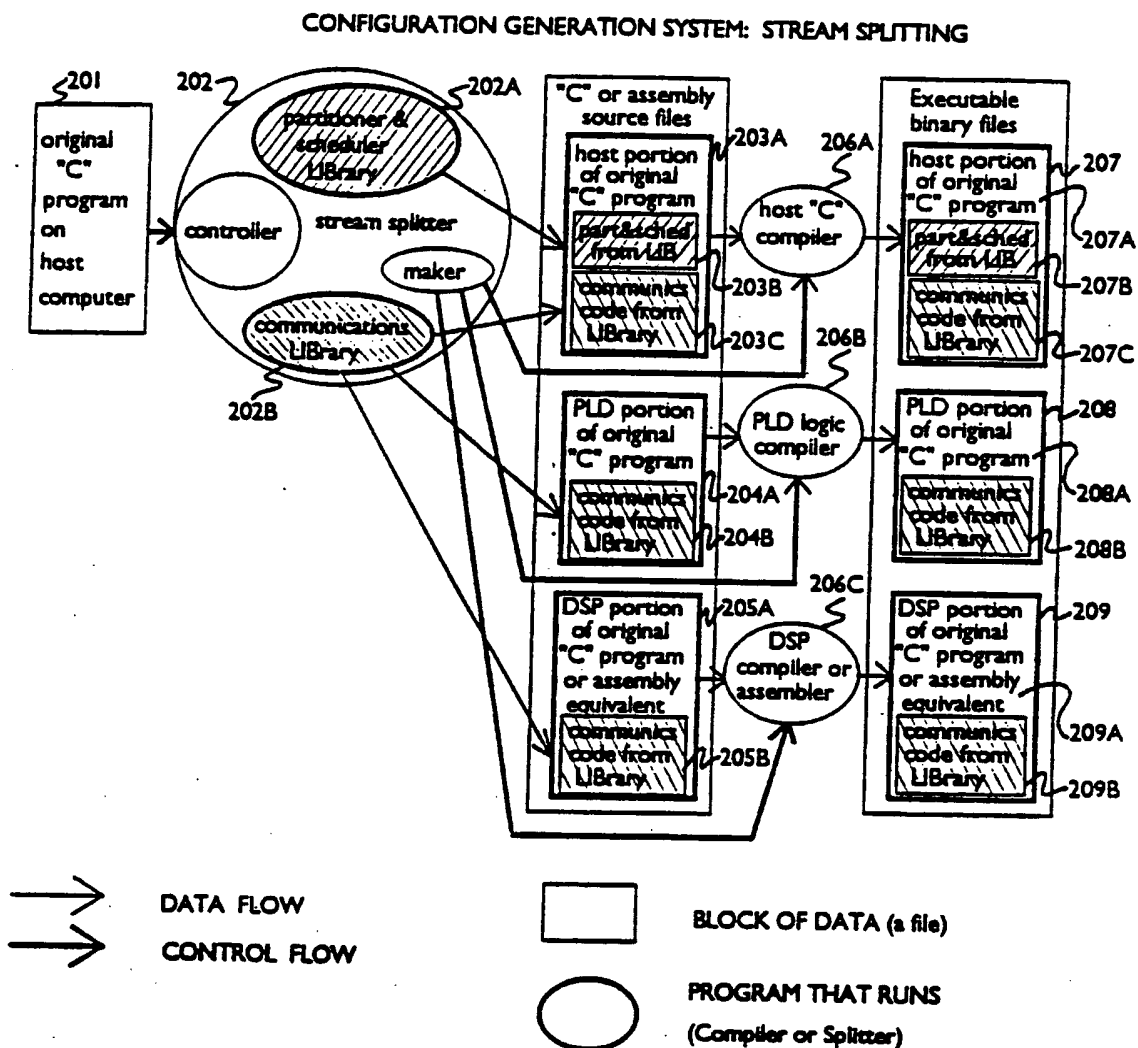 CONFIGURATION GENERATION SYSTEM: STREAM SPLITTING
201
original
"C"
program
on
host
computer
202
202A
partitioner &
scheduler
LIBrary
controller
stream splitter
maker
communications
LIBrary
202B
"C" or assembly
source files
203A
host portion
of original
"C" program
part&sched
from LIB
203B
communics
code from
LIBrary
203C
PLD portion
of original
"C" program
204A
communics
code from
LIBrary
204B
205A
DSP portion
of original
"C" program
or assembly
equivalent
communics
code from
LIBrary
205B
206A
host "C"
compiler
206B
PLD logic
compiler
206C
DSP
compiler or
assembler
Executable
binary files
host portion
of original
"C" program
207
207A
part&sched
from LIB
207B
communics
code from
LIBrary
207C
PLD portion
of original
"C" program
208
208A
communics
code from
LIBrary
208B
DSP portion
of original
"C" program
or assembly
equivalent
209
209A
communics
code from
LIBrary
209B
DATA FLOW
CONTROL FLOW
BLOCK OF DATA (a file)
PROGRAM THAT RUNS
(Compiler or Splitter)